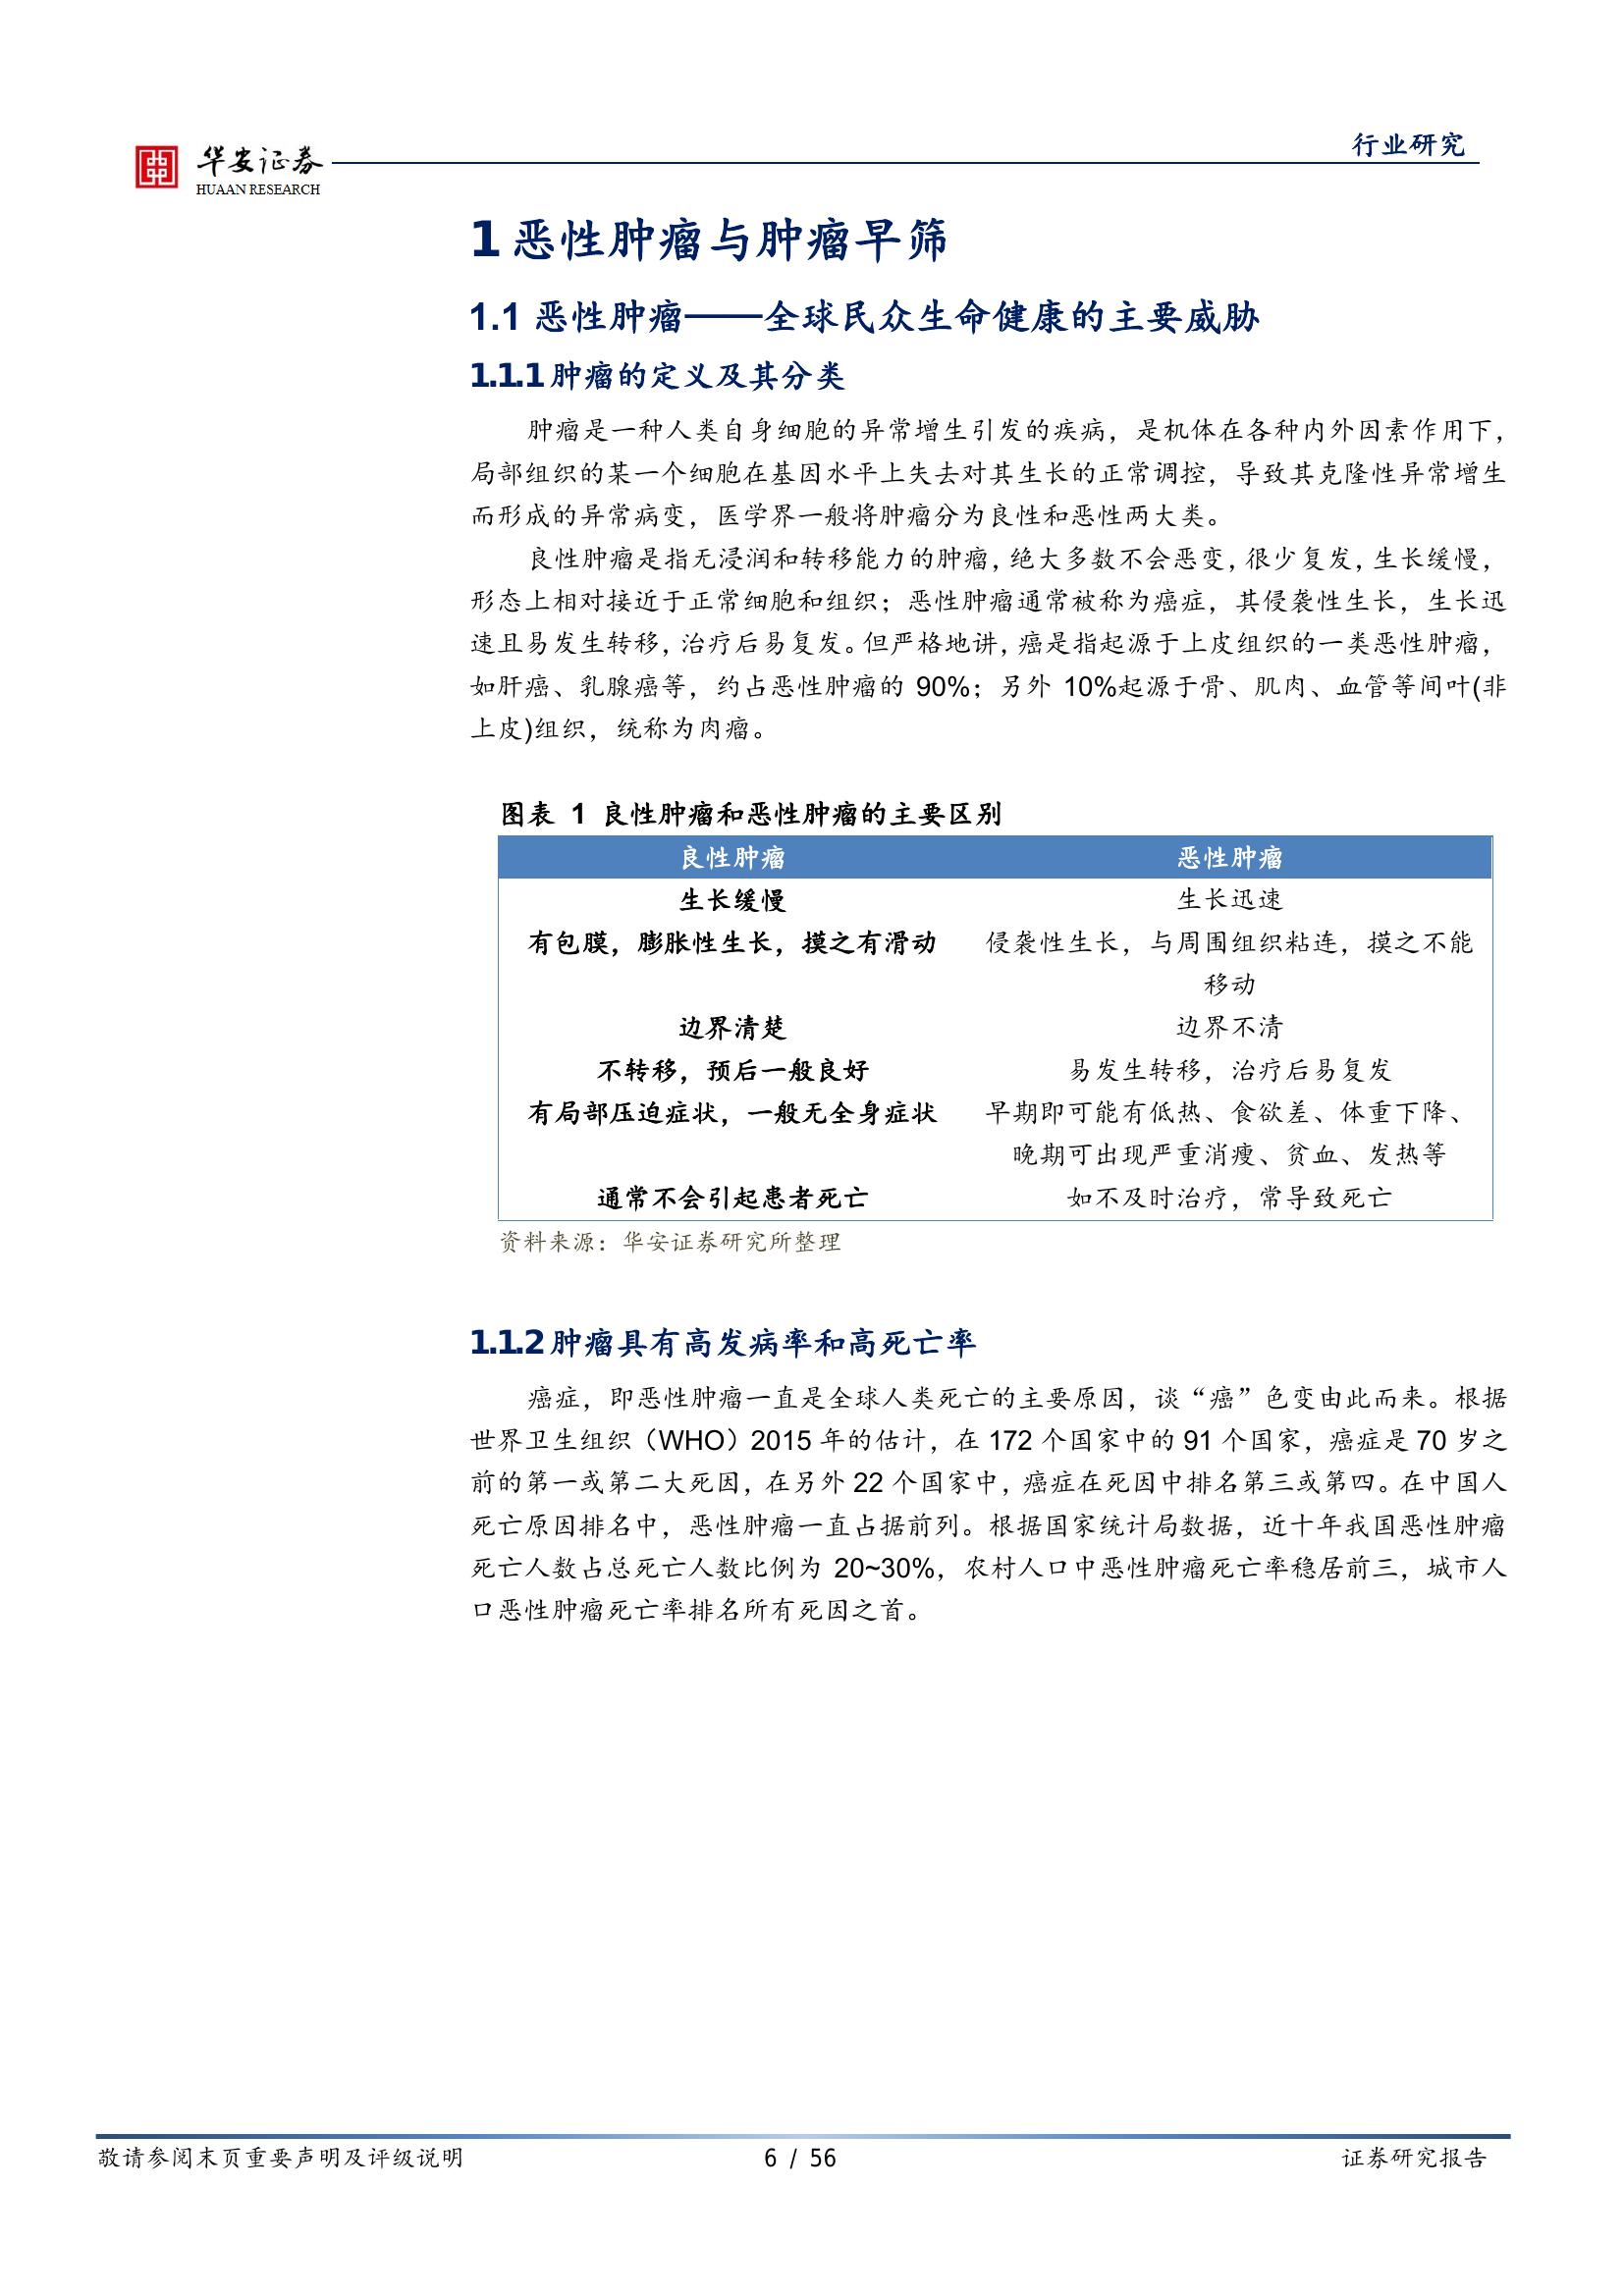 华安证券
HUAAN RESEARCH
行业研究
1 恶性肿瘤与肿瘤早筛
1.1 恶性肿瘤——全球民众生命健康的主要威胁
1.1.1 肿瘤的定义及其分类
肿瘤是一种人类自身细胞的异常增生引发的疾病，是机体在各种内外因素作用下，
局部组织的某一个细胞在基因水平上失去对其生长的正常调控，导致其克隆性异常增生
而形成的异常病变，医学界一般将肿瘤分为良性和恶性两大类。
良性肿瘤是指无浸润和转移能力的肿瘤，绝大多数不会恶变，很少复发，生长缓慢，
形态上相对接近于正常细胞和组织；恶性肿瘤通常被称为癌症，其侵袭性生长，生长迅
速且易发生转移，治疗后易复发。但严格地讲，癌是指起源于上皮组织的一类恶性肿瘤，
如肝癌、乳腺癌等，约占恶性肿瘤的 90%；另外 10%起源于骨、肌肉、血管等间叶(非
上皮)组织，统称为肉瘤。
图表 1 良性肿瘤和恶性肿瘤的主要区别
良性肿瘤 恶性肿瘤
生长缓慢 生长迅速
有包膜，膨胀性生长，摸之有滑动 侵袭性生长，与周围组织粘连，摸之不能
移动
边界清楚 边界不清
不转移，预后一般良好 易发生转移，治疗后易复发
有局部压迫症状，一般无全身症状 早期即可能有低热、食欲差、体重下降、
晚期可出现严重消瘦、贫血、发热等
通常不会引起患者死亡 如不及时治疗，常导致死亡
资料来源：华安证券研究所整理
1.1.2 肿瘤具有高发病率和高死亡率
癌症，即恶性肿瘤一直是全球人类死亡的主要原因，谈“癌”色变由此而来。根据
世界卫生组织（WHO）2015 年的估计，在 172 个国家中的 91 个国家，癌症是 70 岁之
前的第一或第二大死因，在另外 22 个国家中，癌症在死因中排名第三或第四。在中国人
死亡原因排名中，恶性肿瘤一直占据前列。根据国家统计局数据，近十年我国恶性肿瘤
死亡人数占总死亡人数比例为 20~30%，农村人口中恶性肿瘤死亡率稳居前三，城市人
口恶性肿瘤死亡率排名所有死因之首。
敬请参阅末页重要声明及评级说明 6 / 56 证券研究报告